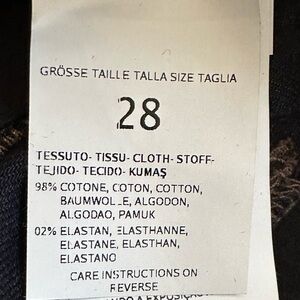 GRÖSSE TAILLE TALLA SIZE TAGLIA
28
TESSUTO- TISSU- CLOTH- STOFF-
TEJIDO- TECIDO- KUMAŞ
98% COTONE, COTON, COTTON,
BAUMWOLLE, ALGODON,
ALGODAO, PAMUK
02% ELASTAN, ELASTHANNE,
ELASTANE, ELASTHAN,
ELASTANO
CARE INSTRUCTIONS ON
REVERSE